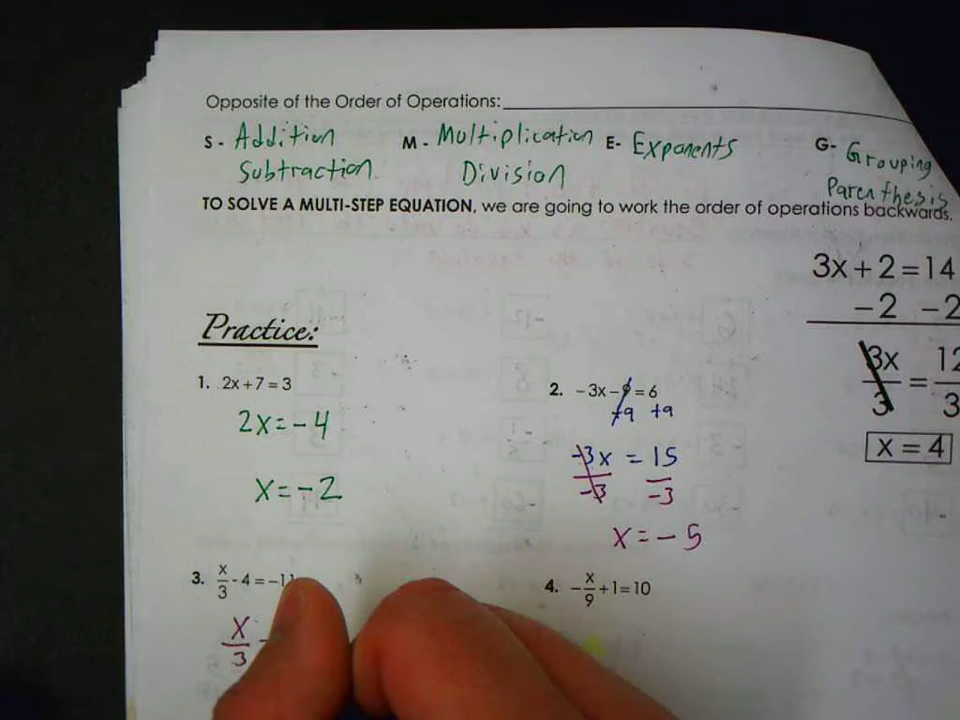 Opposite of the Order of Operations:
S - Addition Subtraction
M - Multiplication Division
E- Exponents
G- Grouping Parenthesis
TO SOLVE A MULTI-STEP EQUATION, we are going to work the order of operations backwards.
3x + 2 = 14
-2 -2
3x = 12
3 3
x = 4
Practice:
1. 2x + 7 = 3
2x = -4
x = -2
2. -3x - 9 = 6
+9 +9
-3x = 15
-3 -3
x = -5
3. x/3 - 4 = -11
x/3
4. -x/9 + 1 = 10